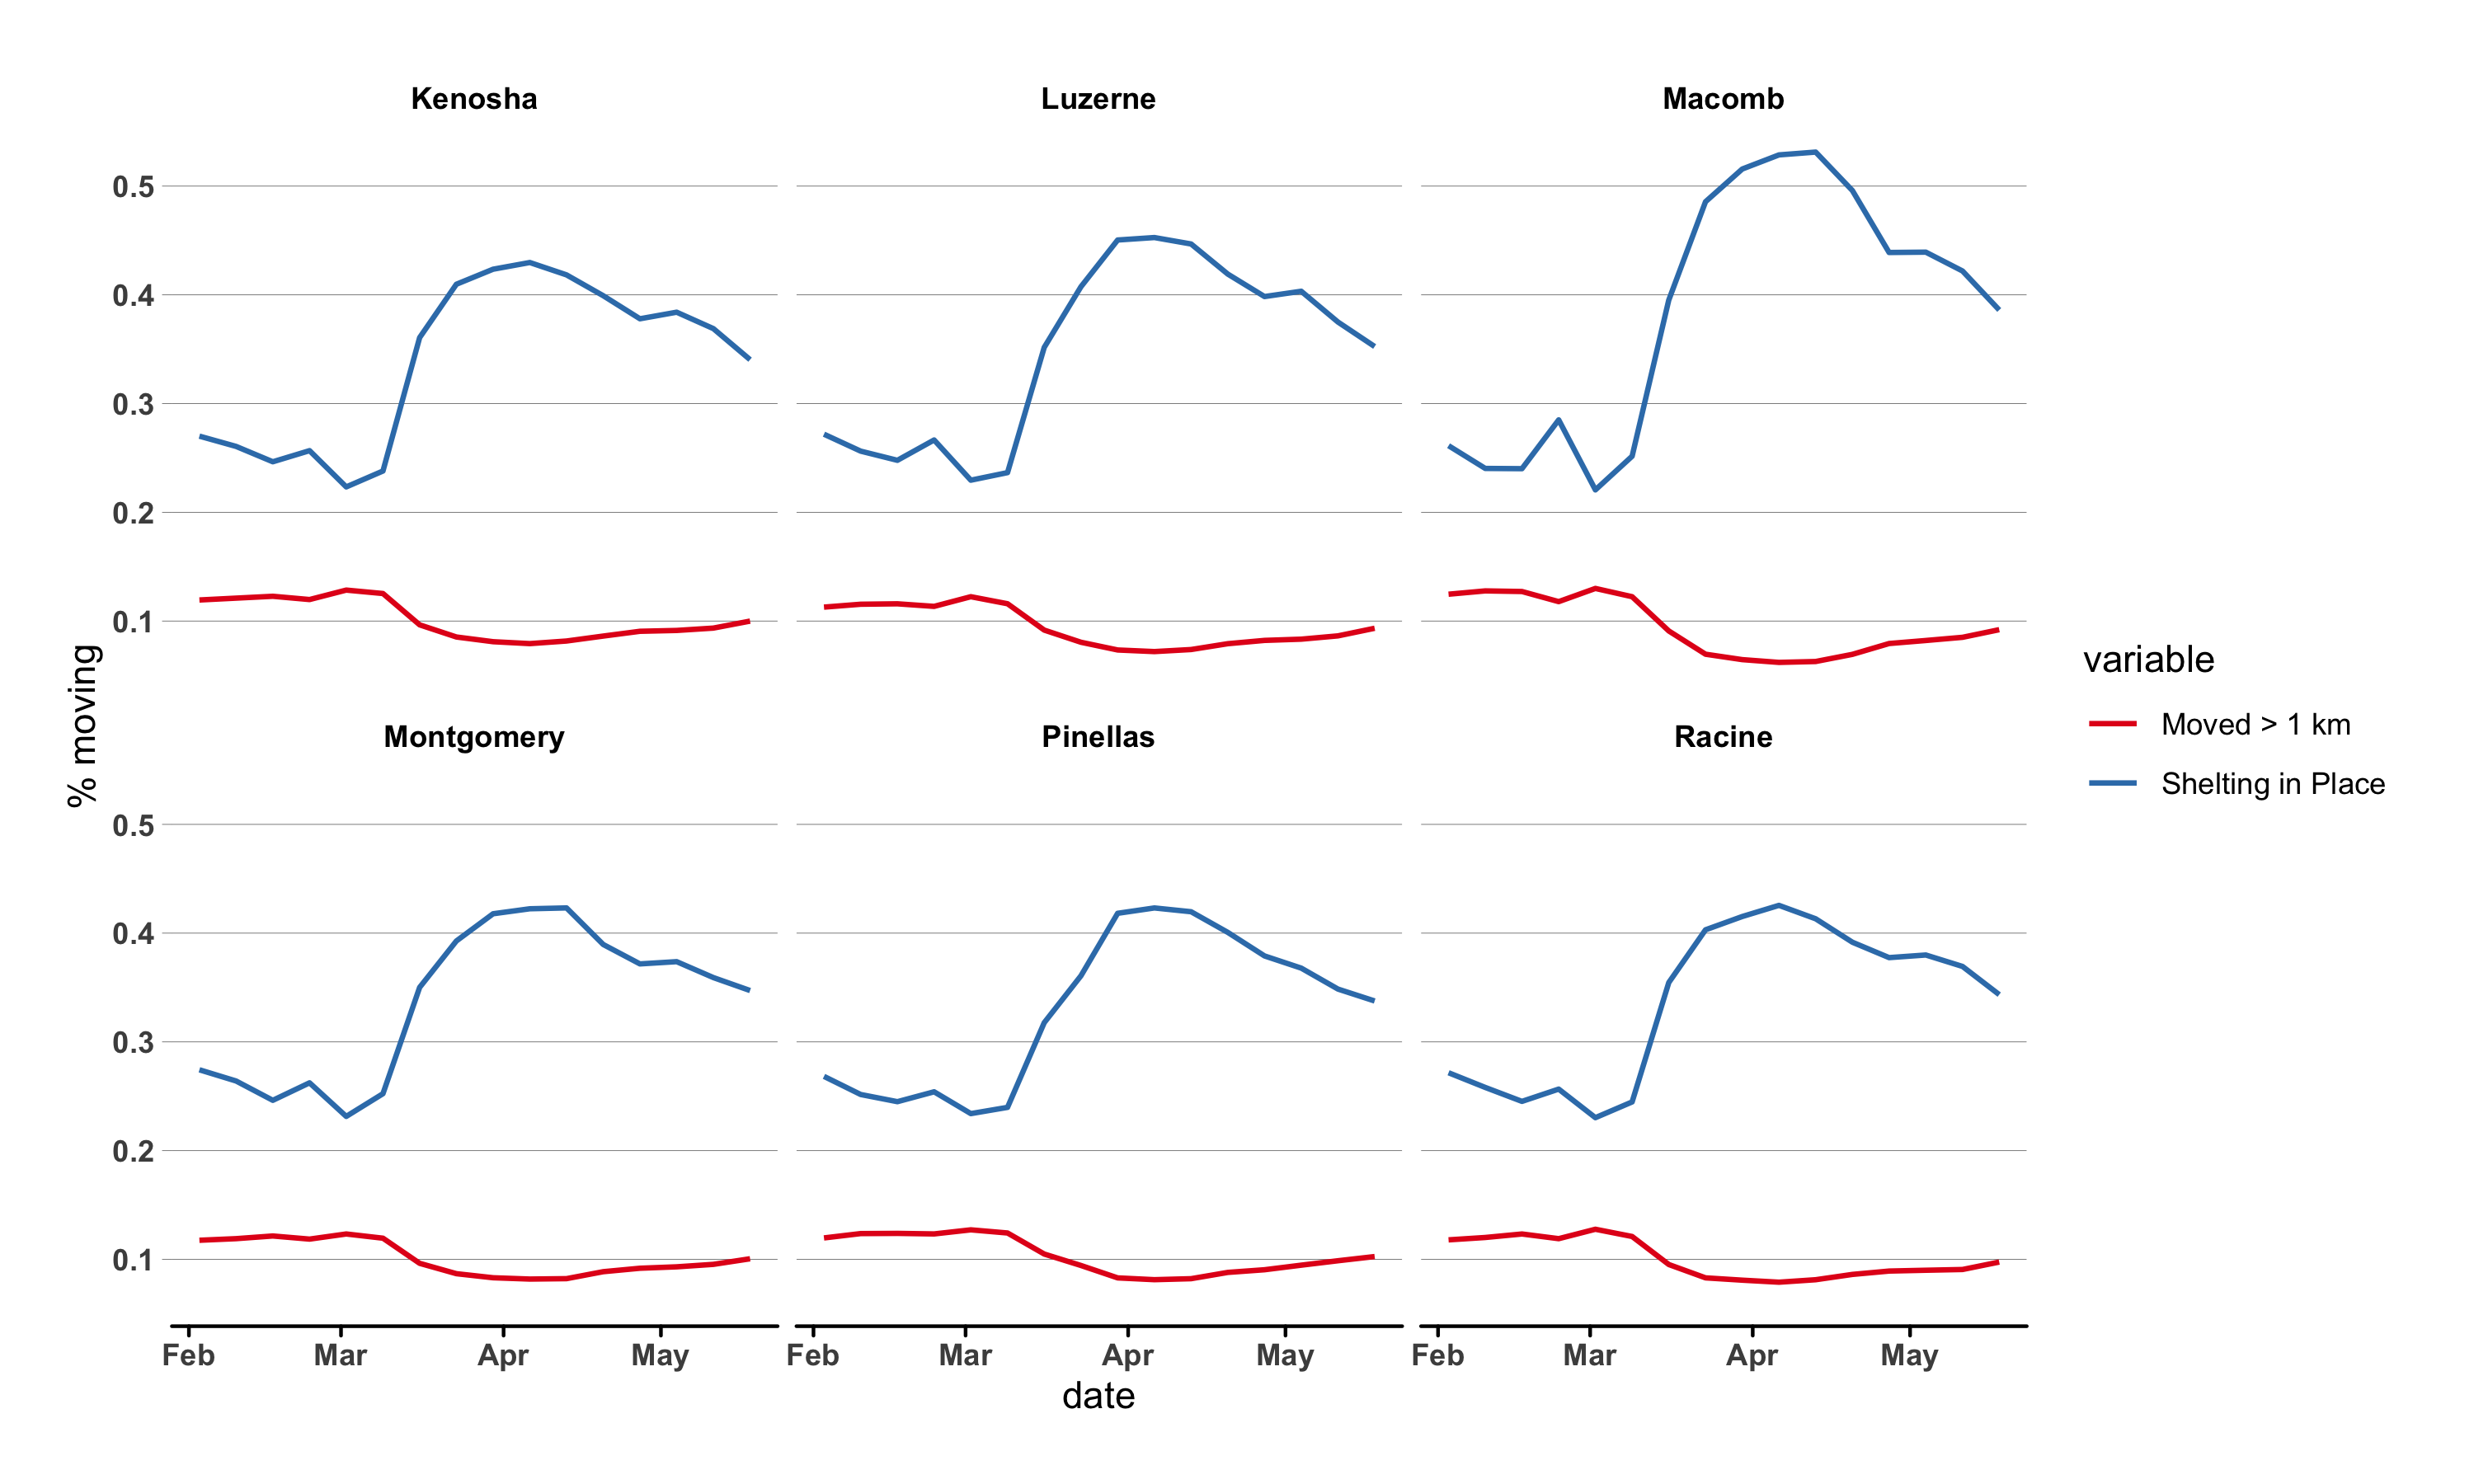 Kenosha
Luzerne
Macomb
0.5
0.4
0.3
0.2
0.1
% moving
Montgomery
Pinellas
Racine
0.5
0.4
0.3
0.2
0.1
Feb Mar Apr May
Feb Mar Apr May
Feb Mar Apr May
date
variable
Moved > 1 km
Shelting in Place